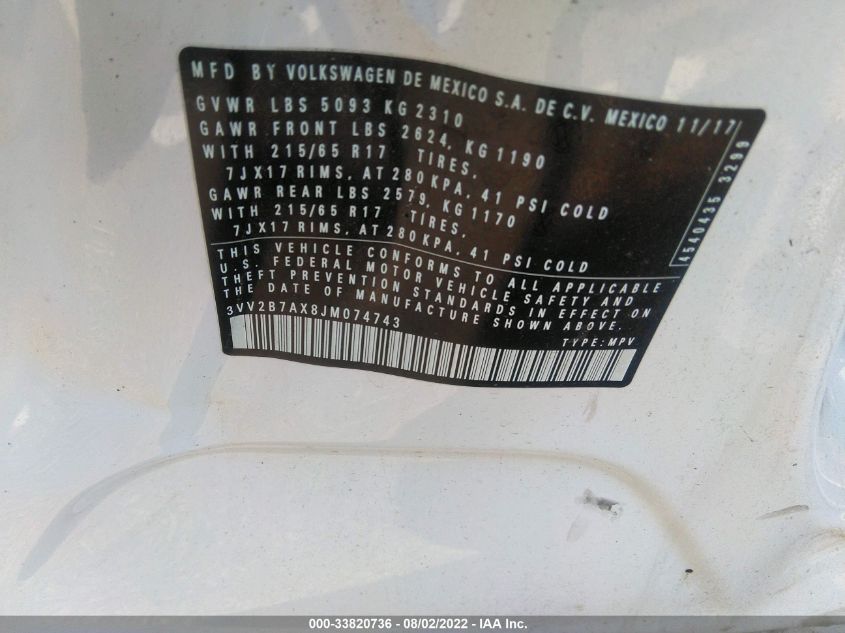 MFD BY VOLKSWAGEN DE MEXICO S.A. DE C.V. MEXICO 11/17
GVWR LBS 5093 KG 2310
GAWR FRONT LBS 2624, KG 1190
WITH 215/65 R17 TIRES,
7JX17 RIMS, AT 280 KPA, 41 PSI COLD
GAWR REAR LBS 2579, KG 1170
WITH 215/65 R17 TIRES,
7JX17 RIMS, AT 280 KPA, 41 PSI COLD
THIS VEHICLE CONFORMS TO ALL APPLICABLE
U.S. FEDERAL MOTOR VEHICLE SAFETY AND
THEFT PREVENTION STANDARDS IN EFFECT ON
THE DATE OF MANUFACTURE SHOWN ABOVE.
3VV2B7AX8JM074743
TYPE: MPV
4540435 3299
000-33820736 - 08/02/2022 - IAA Inc.